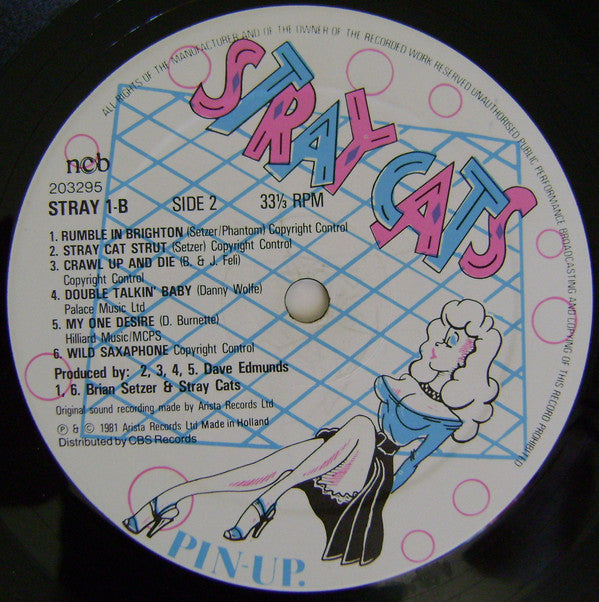 ALL RIGHTS OF THE MANUFACTURER AND OF THE OWNER OF THE RECORDED WORK RESERVED UNAUTHORISED PUBLIC PERFORMANCE BROADCASTING AND COPYING OF THIS RECORD PROHIBITED
STRAY CATS
ncb
203295
STRAY 1-B SIDE 2 33⅓ RPM
1. RUMBLE IN BRIGHTON (Setzer/Phantom) Copyright Control
2. STRAY CAT STRUT (Setzer) Copyright Control
3. CRAWL UP AND DIE (B. & J. Feli)
Copyright Control
4. DOUBLE TALKIN' BABY (Danny Wolfe)
Palace Music Ltd
5. MY ONE DESIRE (D. Burnette)
Hilliard Music/MCPS
6. WILD SAXAPHONE Copyright Control
Produced by: 2, 3, 4, 5. Dave Edmunds
1. 6. Brian Setzer & Stray Cats
Original sound recording made by Arista Records Ltd
℗ & © 1981 Arista Records Ltd Made in Holland
Distributed by CBS Records
PIN-UP.